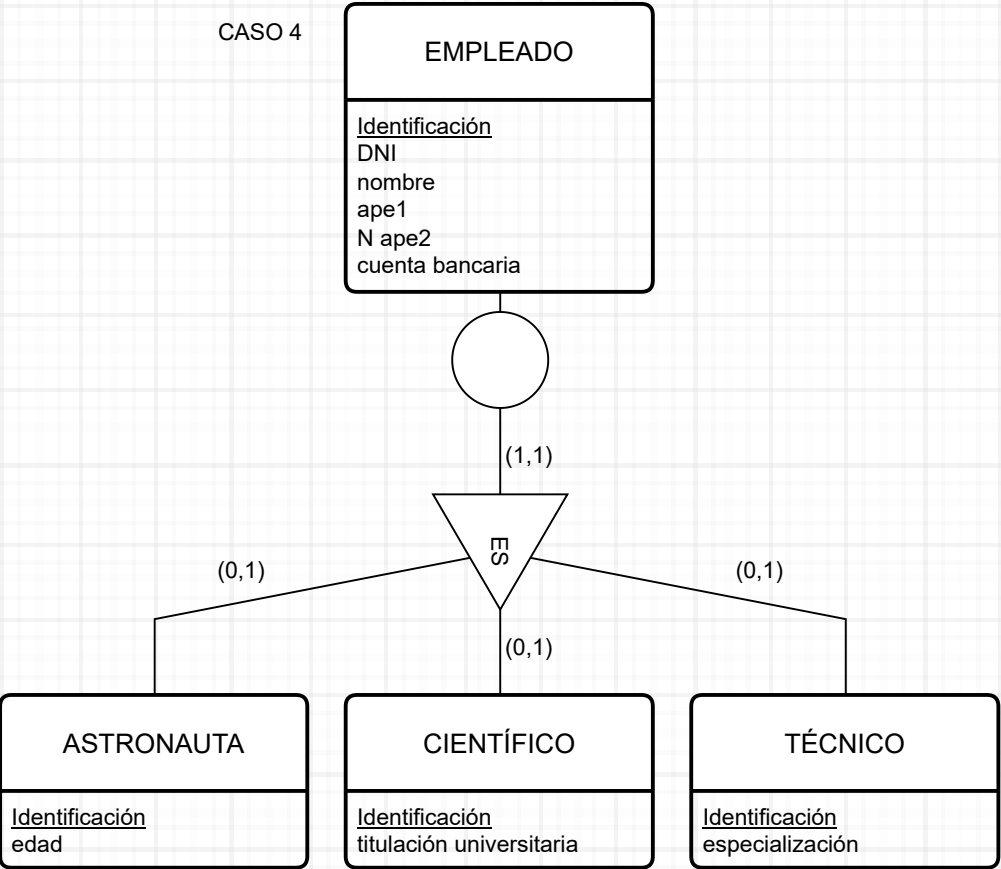 CASO 4
EMPLEADO
Identificación
DNI
nombre
ape1
N ape2
cuenta bancaria
(1,1)
ES
(0,1)
(0,1)
(0,1)
ASTRONAUTA
Identificación
edad
CIENTÍFICO
Identificación
titulación universitaria
TÉCNICO
Identificación
especialización